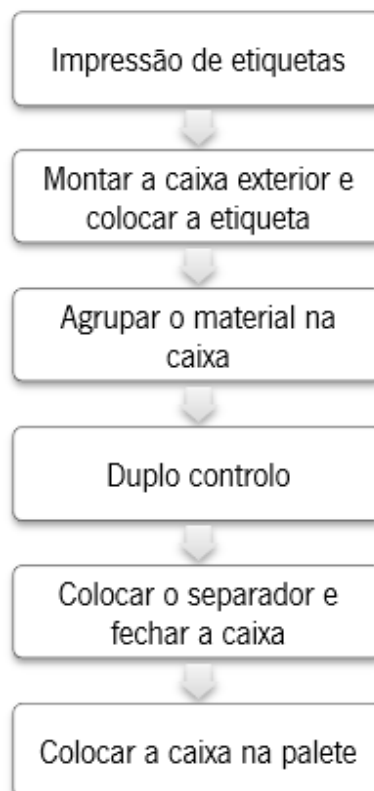 Impressão de etiquetas
Montar a caixa exterior e
colocar a etiqueta
Agrupar o material na
caixa
Duplo controlo
Colocar o separador e
fechar a caixa
Colocar a caixa na palete